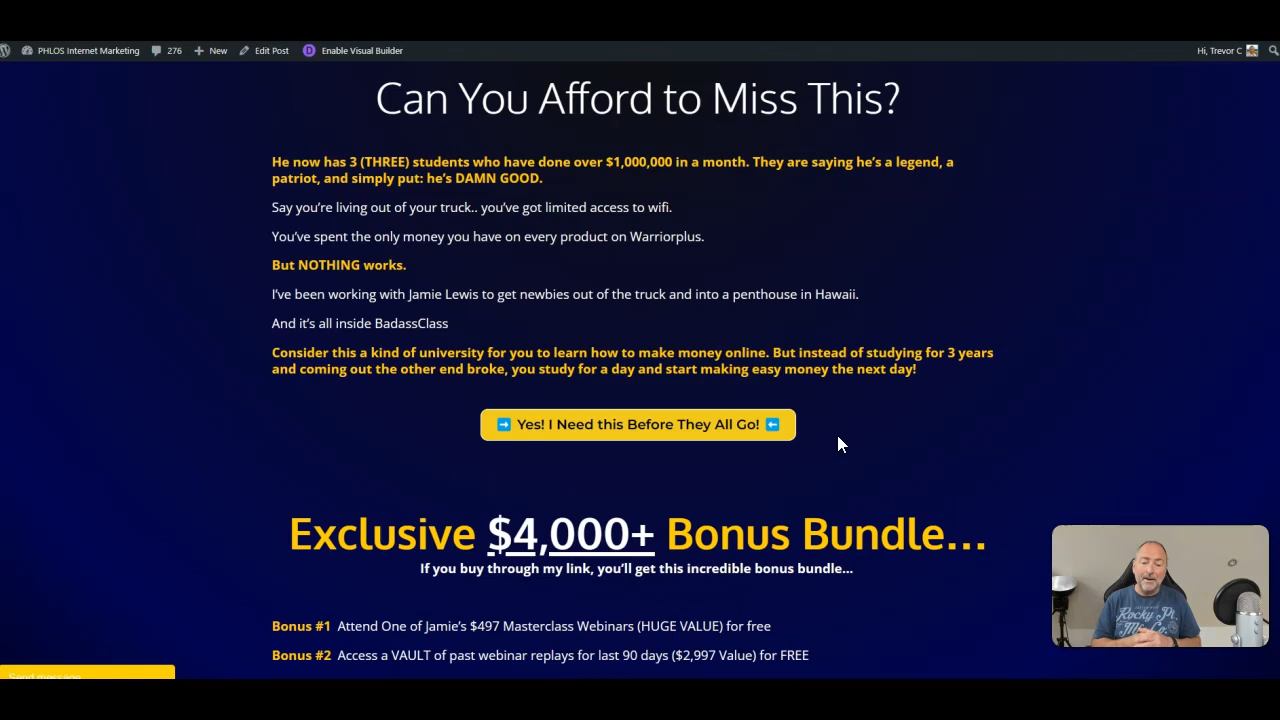 PHLOS Internet Marketing 276 New Edit Post D Enable Visual Builder Hi, Trevor C
Can You Afford to Miss This?
He now has 3 (THREE) students who have done over $1,000,000 in a month. They are saying he's a legend, a
patriot, and simply put: he's DAMN GOOD.
Say you're living out of your truck.. you've got limited access to wifi.
You've spent the only money you have on every product on Warriorplus.
But NOTHING works.
I've been working with Jamie Lewis to get newbies out of the truck and into a penthouse in Hawaii.
And it's all inside BadassClass
Consider this a kind of university for you to learn how to make money online. But instead of studying for 3 years
and coming out the other end broke, you study for a day and start making easy money the next day!
Yes! I Need this Before They All Go!
Exclusive $4,000+ Bonus Bundle...
If you buy through my link, you'll get this incredible bonus bundle...
Bonus #1 Attend One of Jamie's $497 Masterclass Webinars (HUGE VALUE) for free
Bonus #2 Access a VAULT of past webinar replays for last 90 days ($2,997 Value) for FREE
Send message
Rocky Pt.